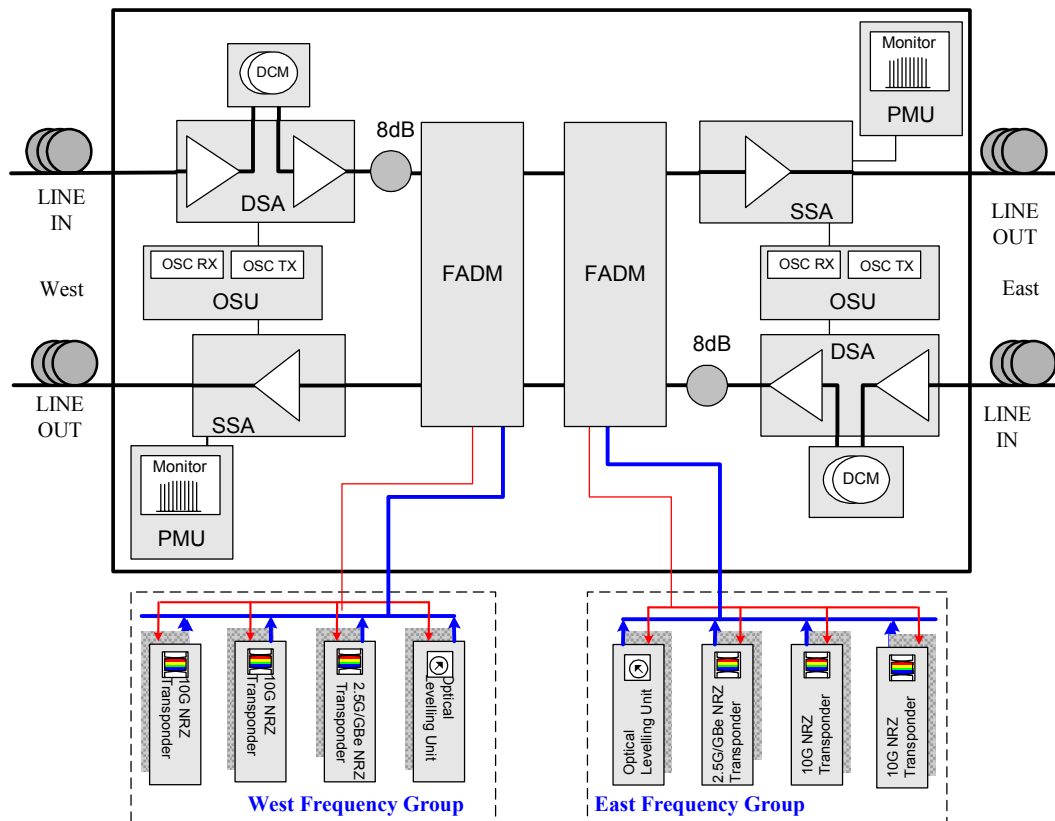 Monitor
PMU
DCM
8dB
LINE
IN
DSA
SSA
LINE
OUT
OSC RX
OSC TX
OSU
FADM
FADM
OSC RX
OSC TX
OSU
West
East
8dB
DSA
LINE
OUT
SSA
LINE
IN
Monitor
PMU
DCM
10G NRZ
Transponder
10G NRZ
Transponder
2.5G/GBe NRZ
Transponder
Optical
Levelling Unit
Optical
Levelling Unit
2.5G/GBe NRZ
Transponder
10G NRZ
Transponder
10G NRZ
Transponder
West Frequency Group
East Frequency Group